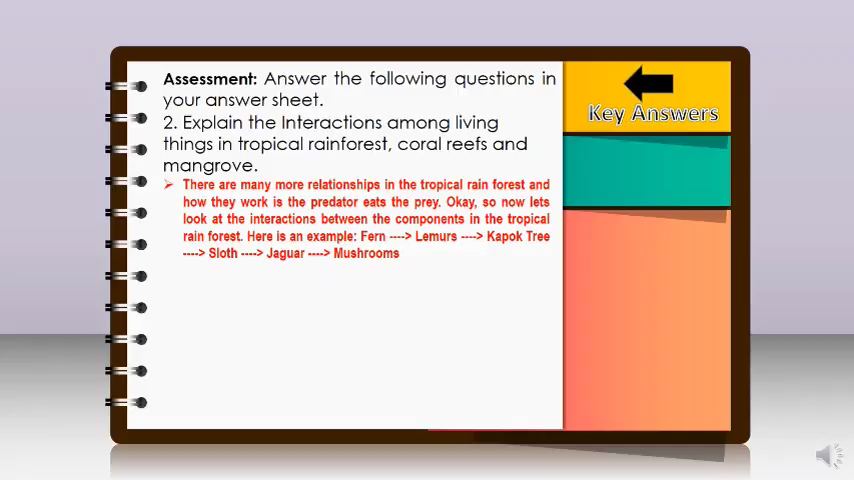 Assessment: Answer the following questions in
your answer sheet.
2. Explain the Interactions among living
things in tropical rainforest, coral reefs and
mangrove.
There are many more relationships in the tropical rain forest and
how they work is the predator eats the prey. Okay, so now lets
look at the interactions between the components in the tropical
rain forest. Here is an example: Fern ----> Lemurs ----> Kapok Tree
----> Sloth ----> Jaguar ----> Mushrooms
Key Answers